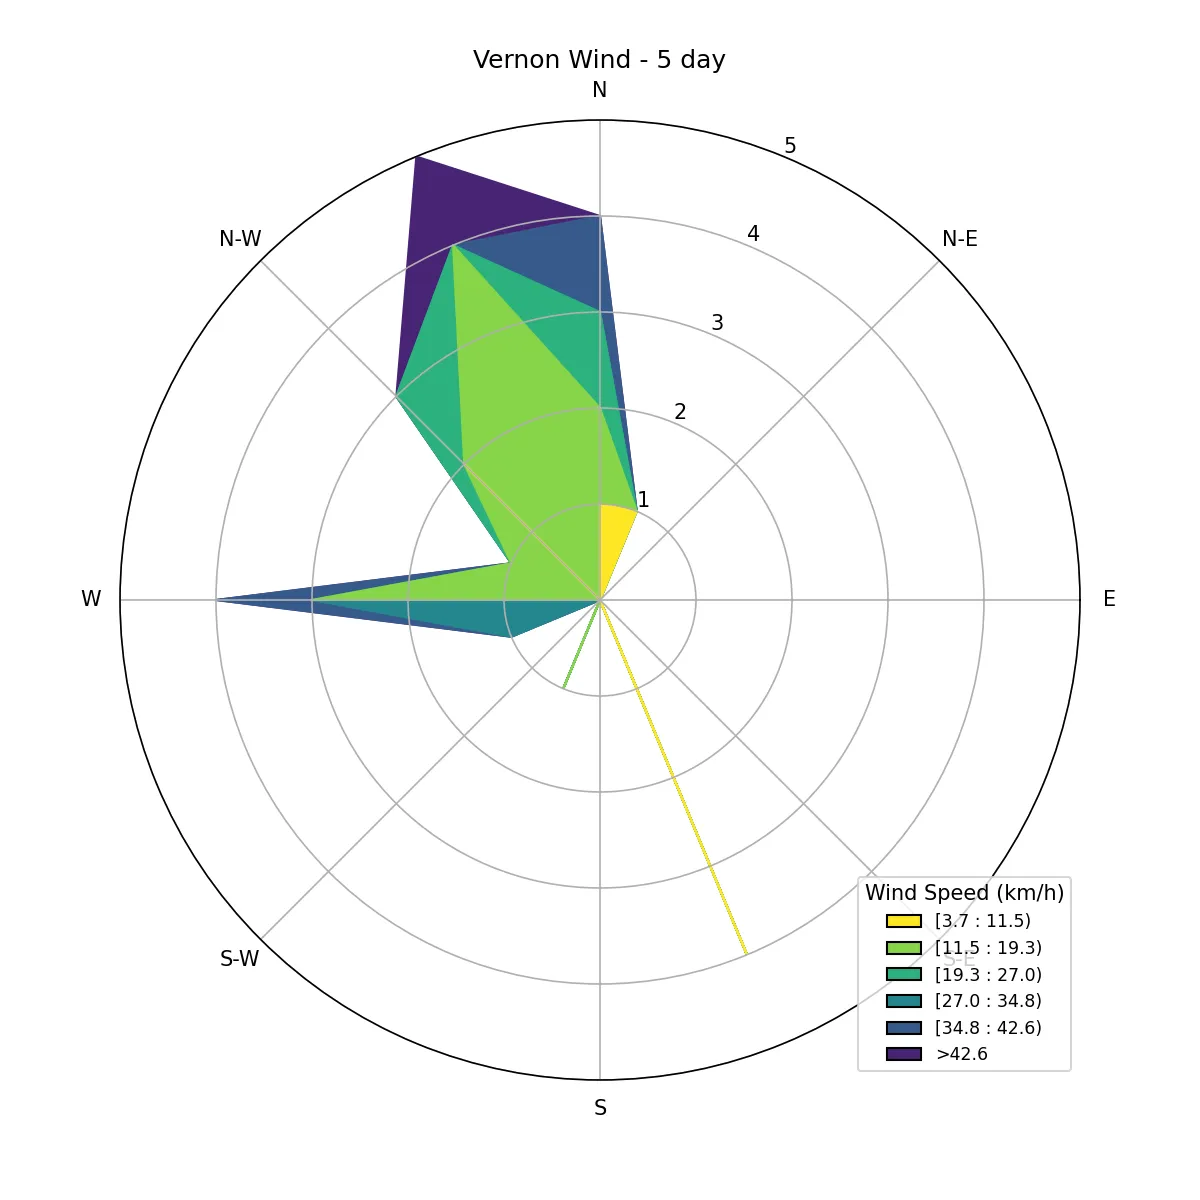 Vernon Wind - 5 day
N
5
N-W
4
N-E
3
2
1
W
E
Wind Speed (km/h)
[3.7 : 11.5)
[11.5 : 19.3)
[19.3 : 27.0)
[27.0 : 34.8)
[34.8 : 42.6)
>42.6
S-W
S-E
S